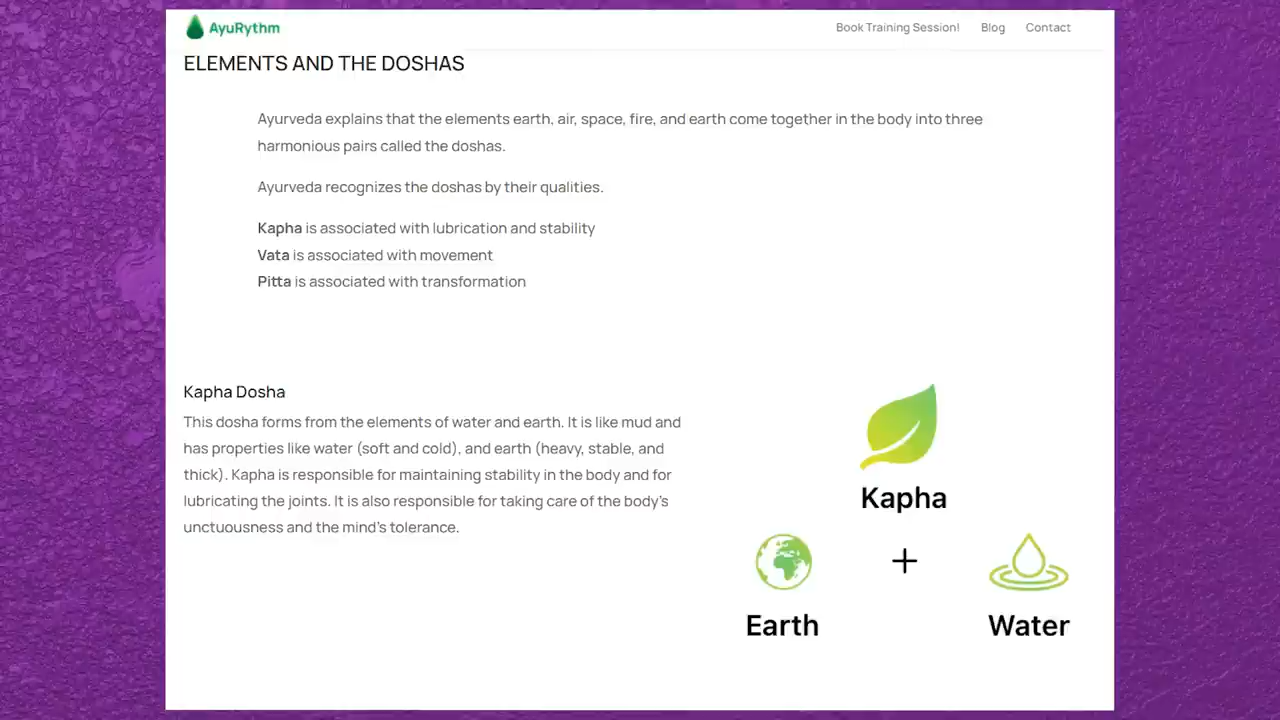 AyuRythm
Book Training Session! Blog Contact
ELEMENTS AND THE DOSHAS
Ayurveda explains that the elements earth, air, space, fire, and earth come together in the body into three
harmonious pairs called the doshas.
Ayurveda recognizes the doshas by their qualities.
Kapha is associated with lubrication and stability
Vata is associated with movement
Pitta is associated with transformation
Kapha Dosha
This dosha forms from the elements of water and earth. It is like mud and
has properties like water (soft and cold), and earth (heavy, stable, and
thick). Kapha is responsible for maintaining stability in the body and for
lubricating the joints. It is also responsible for taking care of the body's
unctuousness and the mind's tolerance.
Kapha
+
Earth
Water